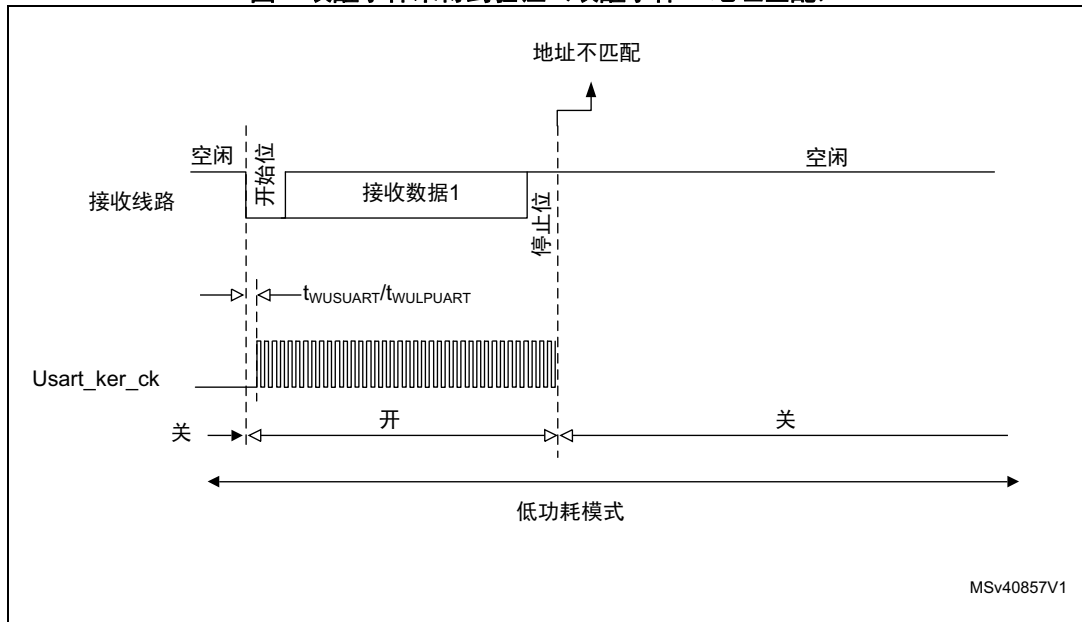 地址不匹配
空闲
开始位
空闲
接收线路
接收数据1
停止位
tWUSUART/tWULPUART
Usart_ker_ck
关
开
关
低功耗模式
MSv40857V1